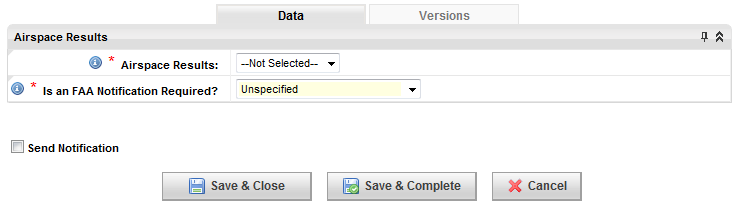 Data Versions
Airspace Results
* Airspace Results: --Not Selected--
* Is an FAA Notification Required? Unspecified
Send Notification
Save & Close Save & Complete Cancel